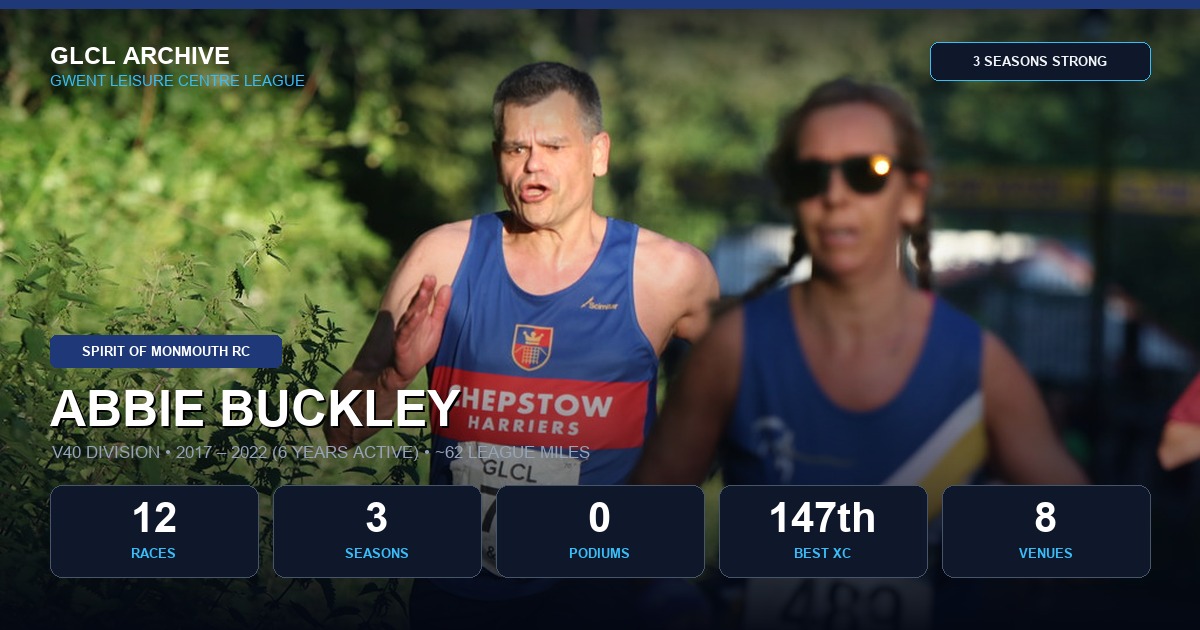 GLCL ARCHIVE
GWENT LEISURE CENTRE LEAGUE
3 SEASONS STRONG
SPIRIT OF MONMOUTH RC
ABBIE BUCKLEY
V40 DIVISION • 2017 – 2022 (6 YEARS ACTIVE) • ~62 LEAGUE MILES
CHEPSTOW
HARRIERS
GLCL
7
12
RACES
3
SEASONS
0
PODIUMS
147th
BEST XC
8
VENUES
489